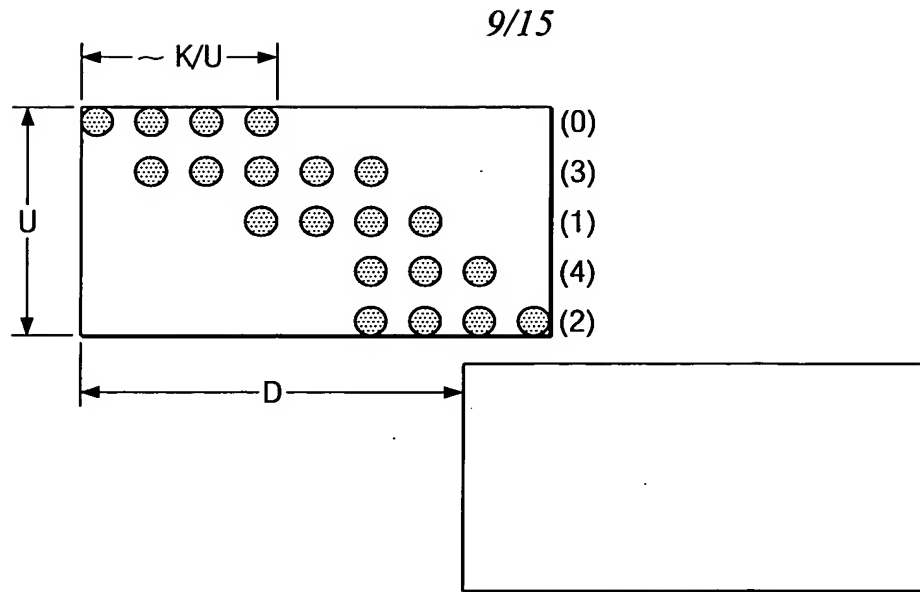 9/15
~ K/U
(0)
(3)
U
(1)
(4)
(2)
D